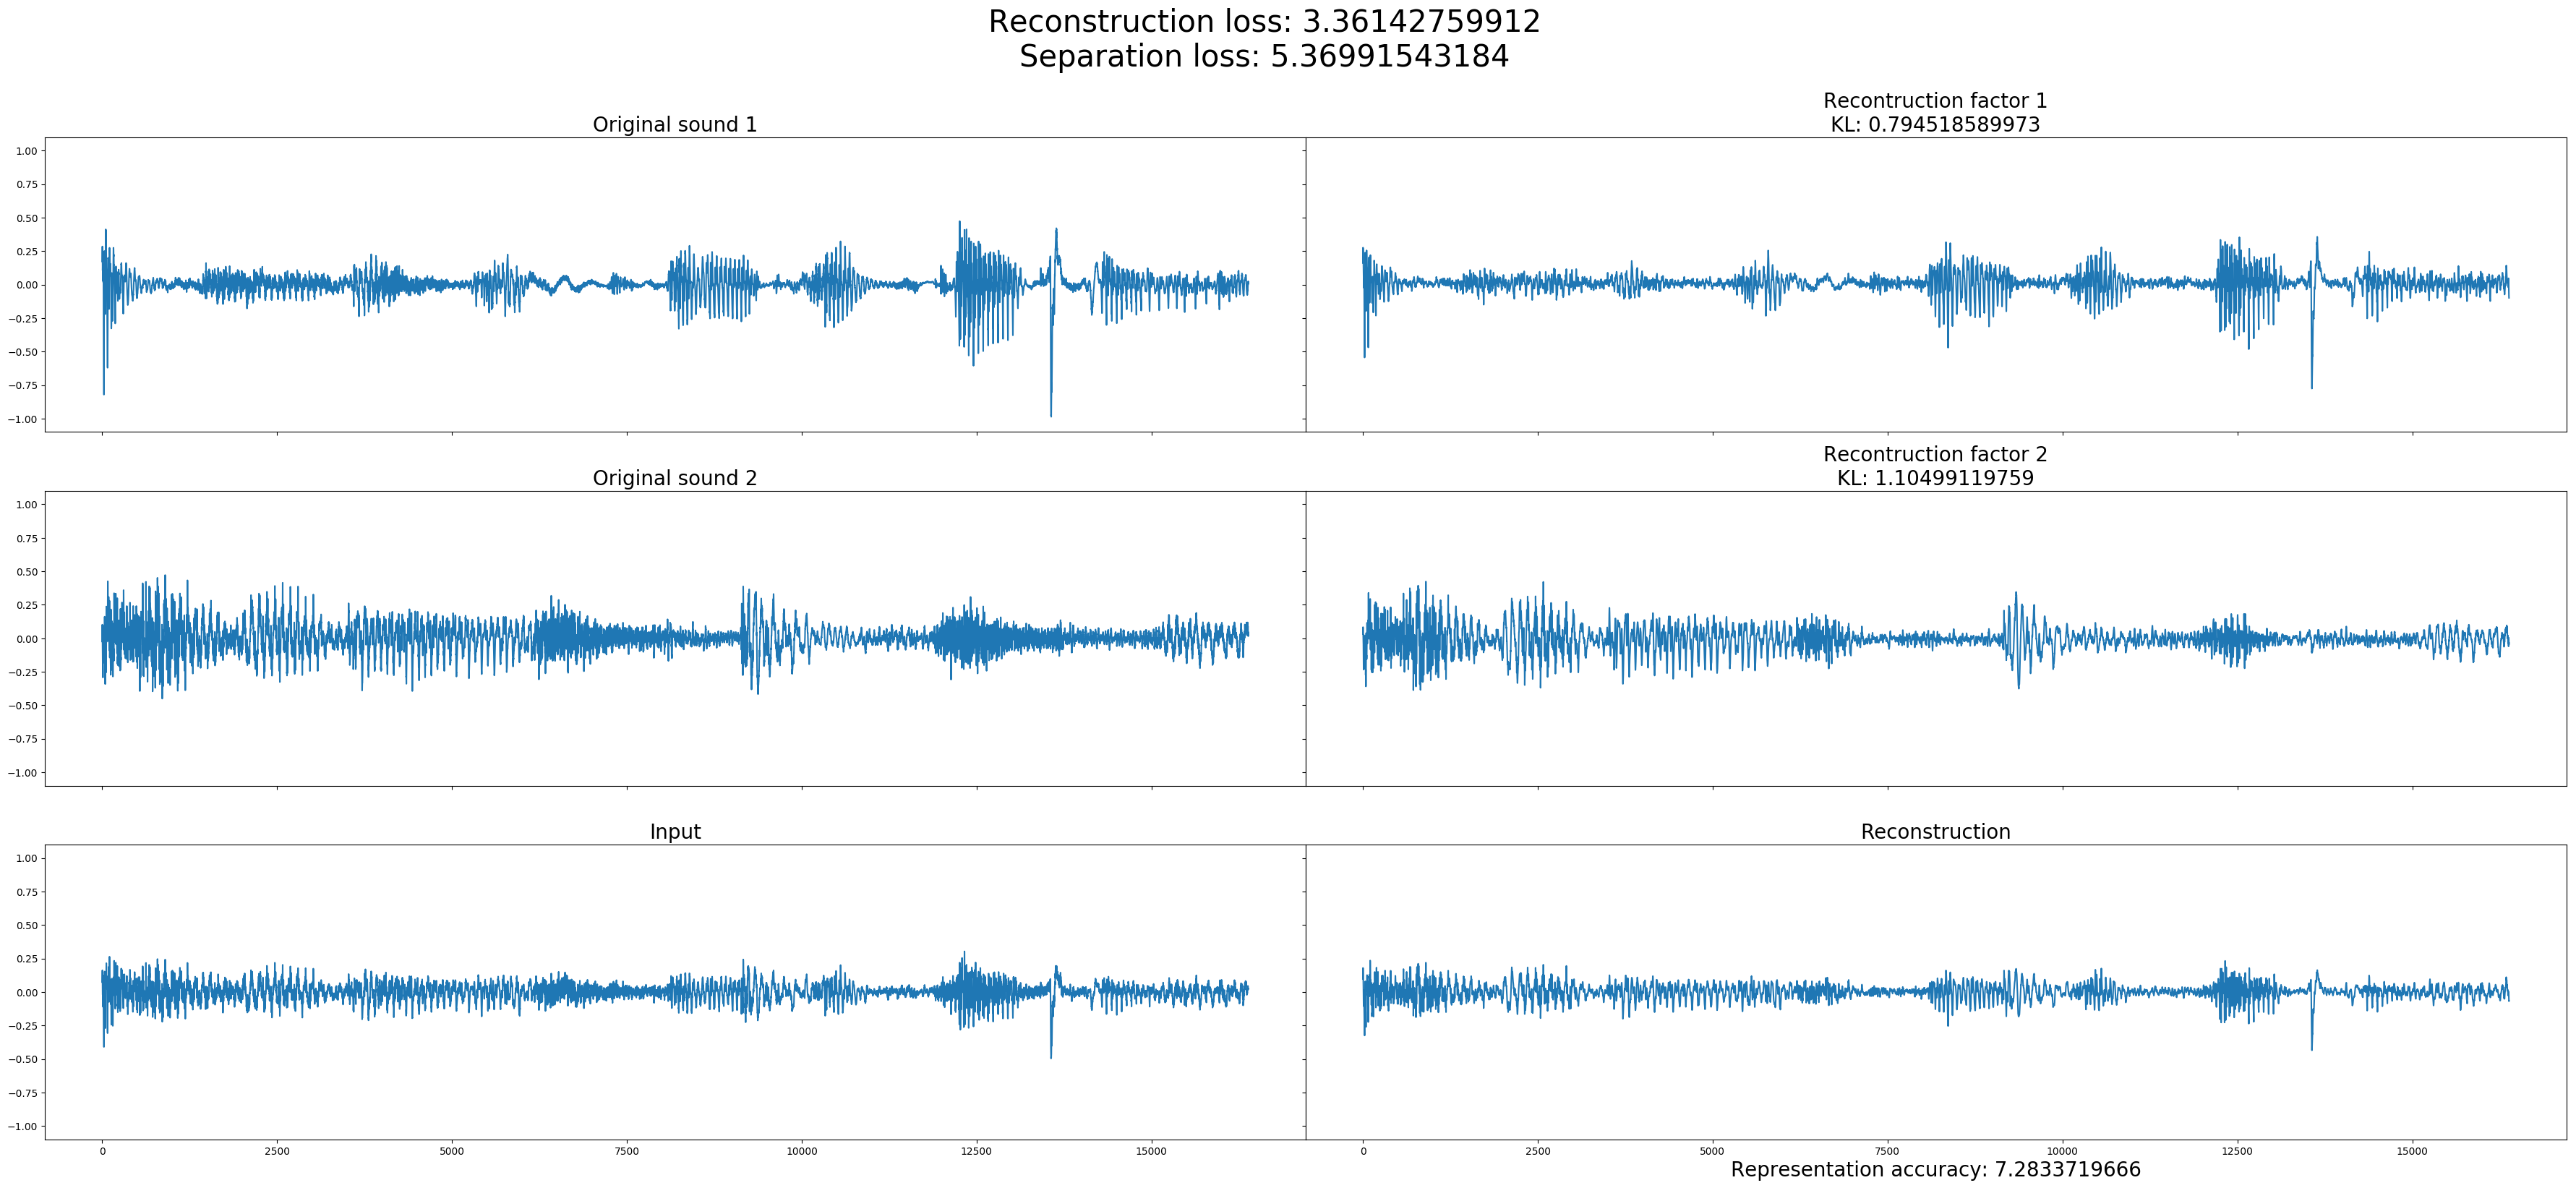 Reconstruction loss: 3.36142759912
Separation loss: 5.36991543184
Original sound 1
Recontruction factor 1
KL: 0.794518589973
1.00
0.75
0.50
0.25
0.00
−0.25
−0.50
−0.75
−1.00
Original sound 2
Recontruction factor 2
KL: 1.10499119759
1.00
0.75
0.50
0.25
0.00
−0.25
−0.50
−0.75
−1.00
Input
Reconstruction
1.00
0.75
0.50
0.25
0.00
−0.25
−0.50
−0.75
−1.00
0 2500 5000 7500 10000 12500 15000
0 2500 5000 7500 10000 12500 15000
Representation accuracy: 7.2833719666